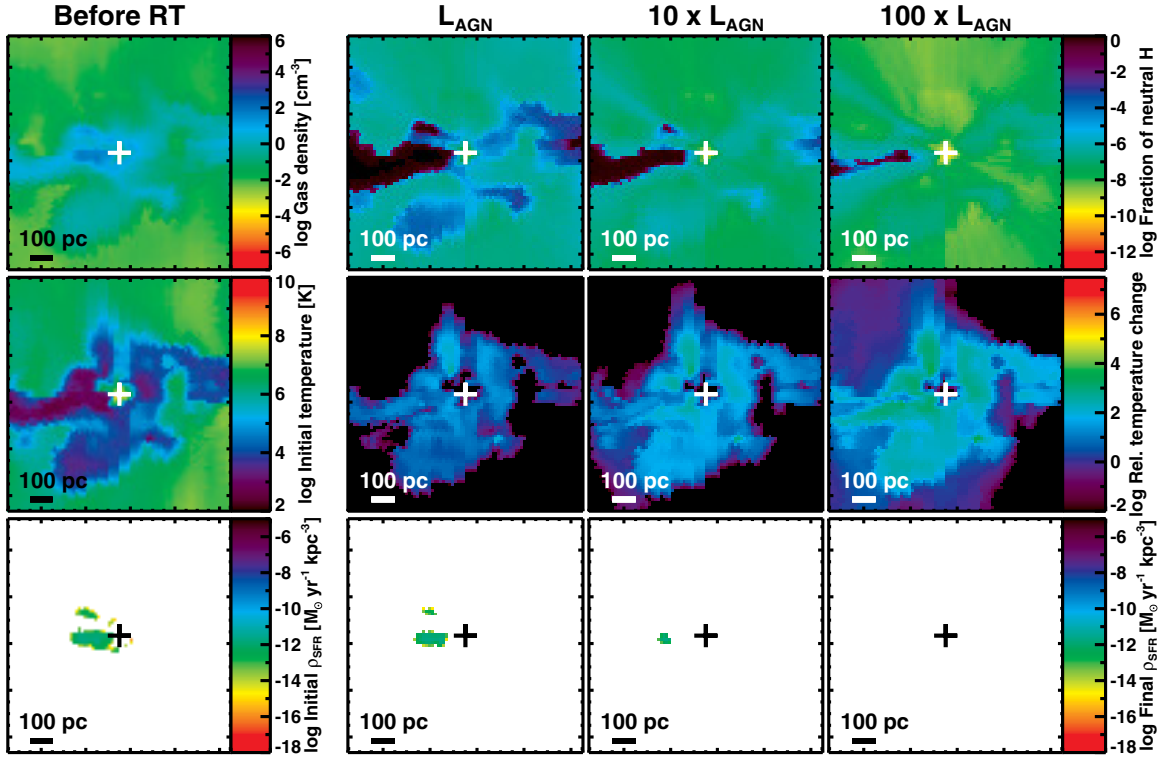 Before RT
L_AGN
10 x L_AGN
100 x L_AGN
100 pc
6
4
2
0
-2
-4
-6
log Gas density [cm⁻³]
100 pc
100 pc
100 pc
0
-2
-4
-6
-8
-10
-12
log Fraction of neutral H
100 pc
10
8
6
4
2
log Initial temperature [K]
100 pc
100 pc
100 pc
6
4
2
0
-2
log Rel. temperature change
100 pc
-6
-8
-10
-12
-14
-16
-18
log Initial ρ_SFR [M_⊙ yr⁻¹ kpc⁻³]
100 pc
100 pc
100 pc
-6
-8
-10
-12
-14
-16
-18
log Final ρ_SFR [M_⊙ yr⁻¹ kpc⁻³]